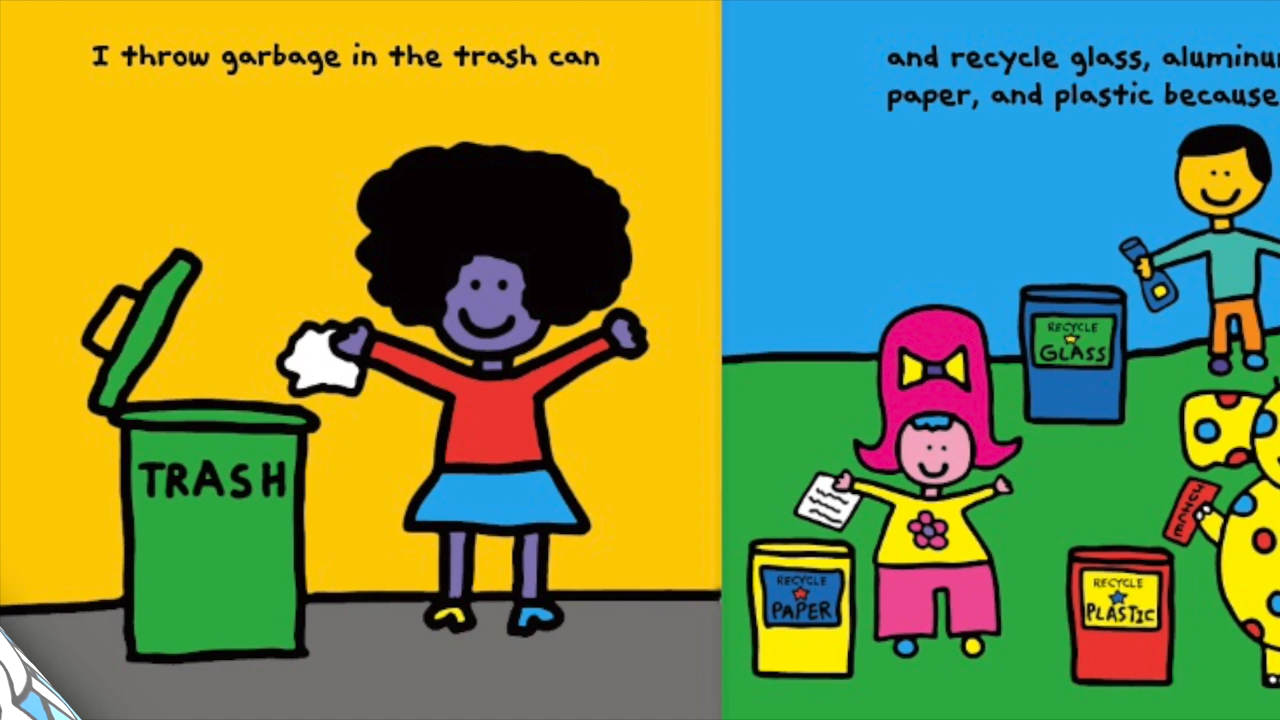 I throw garbage in the trash can
TRASH
and recycle glass,
paper, and plastic because
RECYCLE
GLASS
RECYCLE
PAPER
RECYCLE
PLASTIC
MUNCH